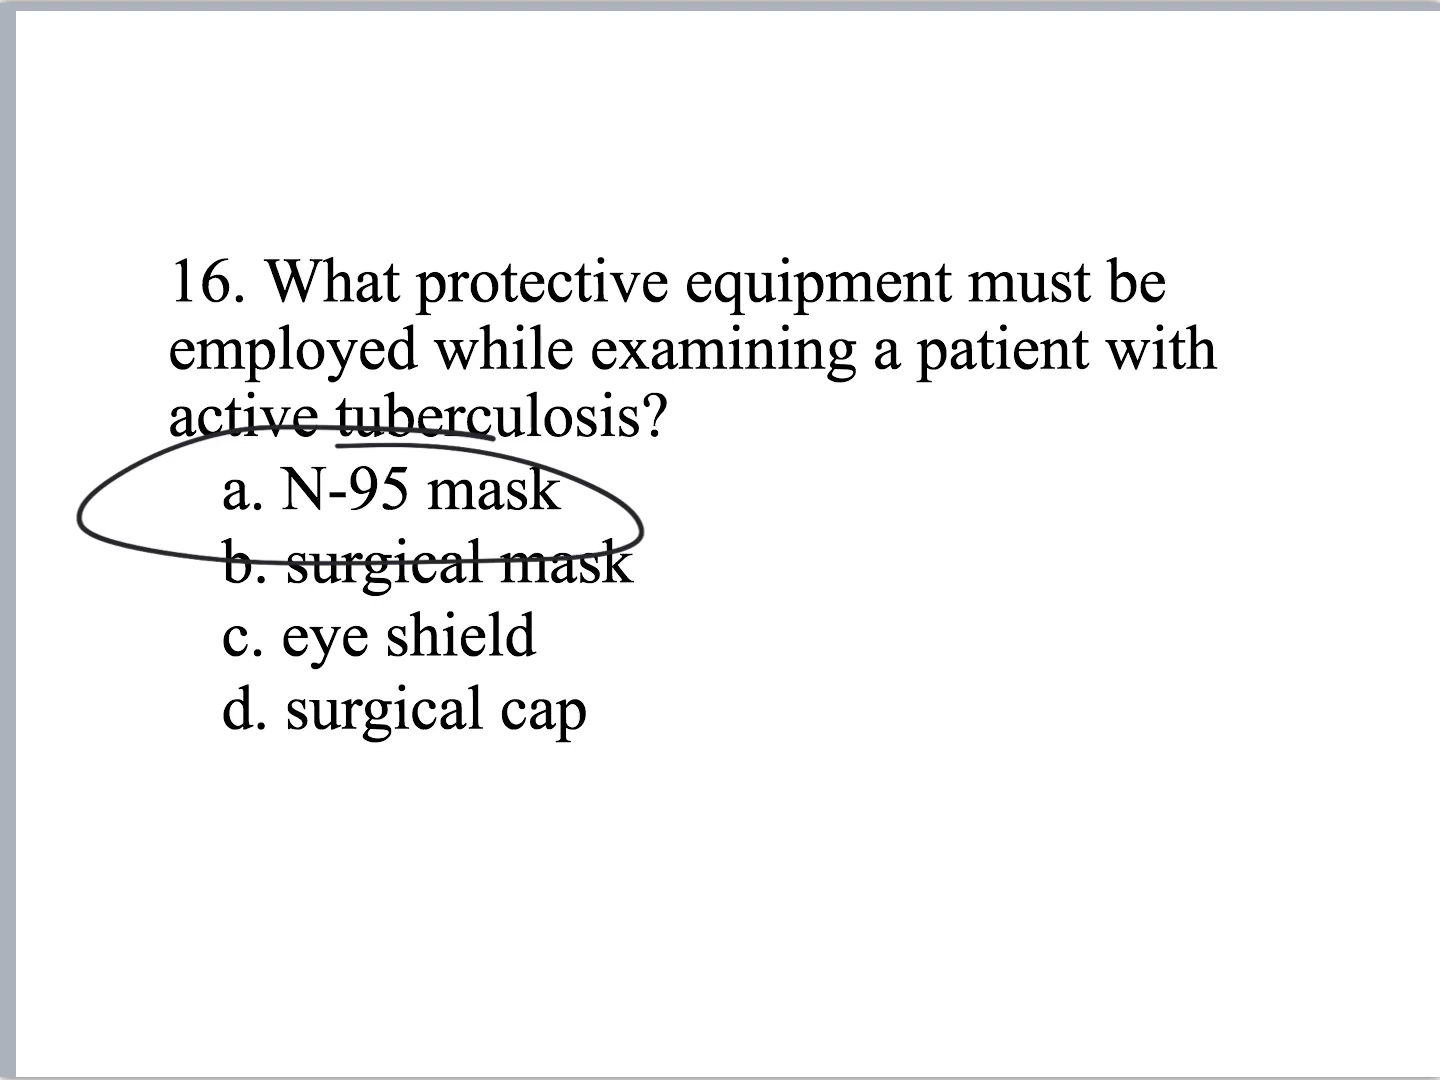 16. What protective equipment must be
employed while examining a patient with
active tuberculosis?
a. N-95 mask
b. surgical mask
c. eye shield
d. surgical cap